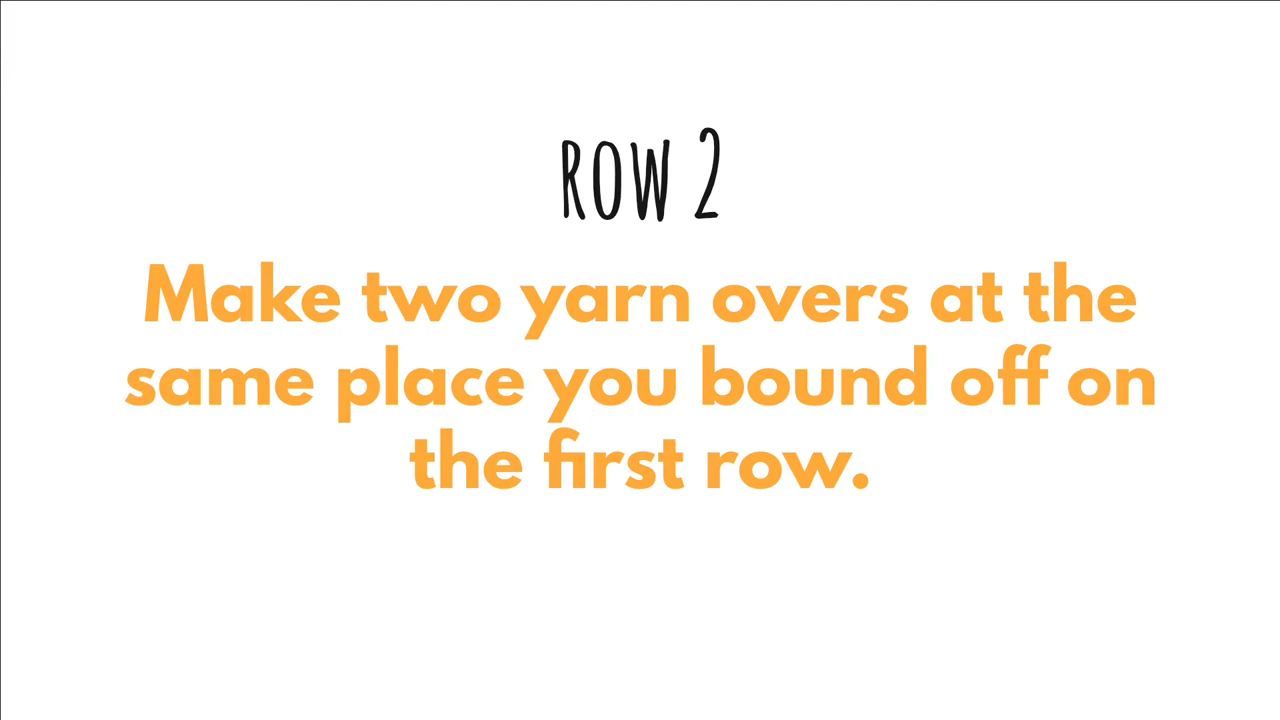 ROW 2
Make two yarn overs at the
same place you bound off on
the first row.